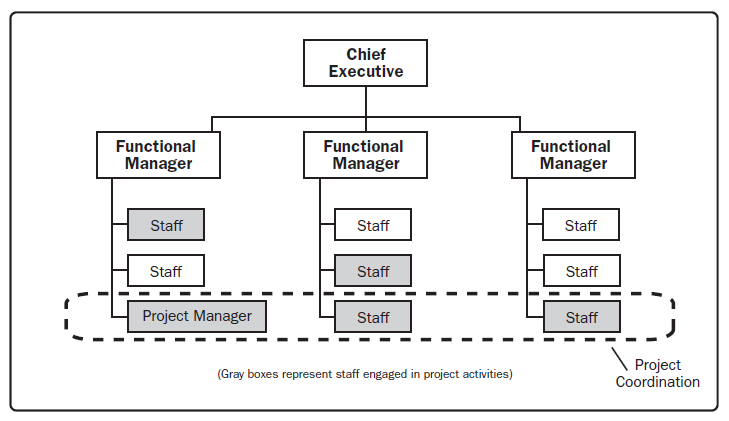 Chief
Executive
Functional
Manager
Functional
Manager
Functional
Manager
Staff
Staff
Staff
Staff
Staff
Staff
Project Manager
Staff
Staff
(Gray boxes represent staff engaged in project activities)
Project
Coordination